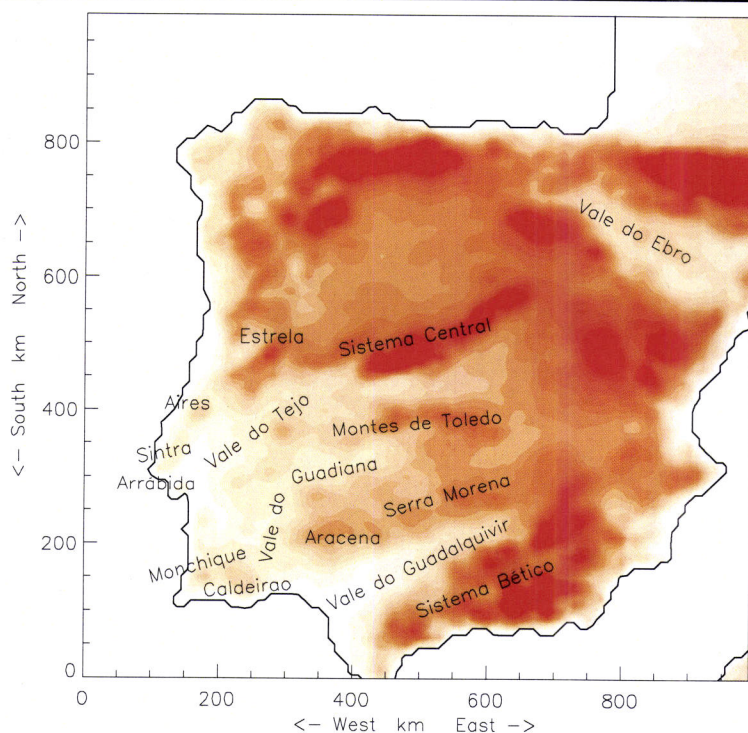 800
Vale do Ebro
600
<- South km North ->
Estrela
Sistema Central
400
Aires
Vale do Tejo
Montes de Toledo
Sintra
Guadiana
Arrábida
Serra Morena
Vale do
200
Aracena
Vale do Guadalquivir
Monchique
Caldeirao
Sistema Bético
0
0 200 400 600 800
<- West km East ->